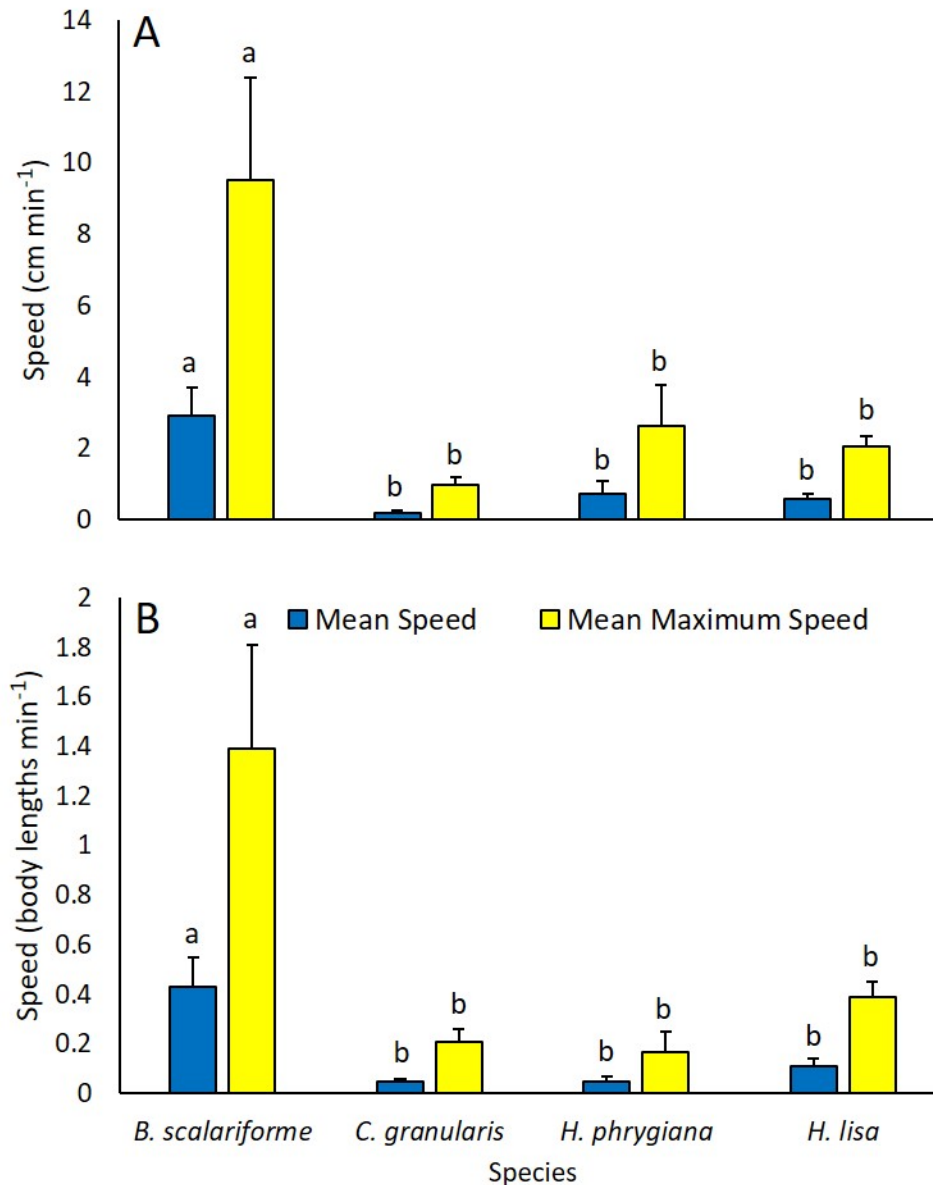 A
14
12
10
8
6
4
2
0
Speed (cm min⁻¹)
a
a
b
b
b
b
b
b
B
Mean Speed
Mean Maximum Speed
2
1.8
1.6
1.4
1.2
1
0.8
0.6
0.4
0.2
0
Speed (body lengths min⁻¹)
a
a
b
b
b
b
b
b
B. scalariforme C. granularis H. phrygiana H. lisa
Species